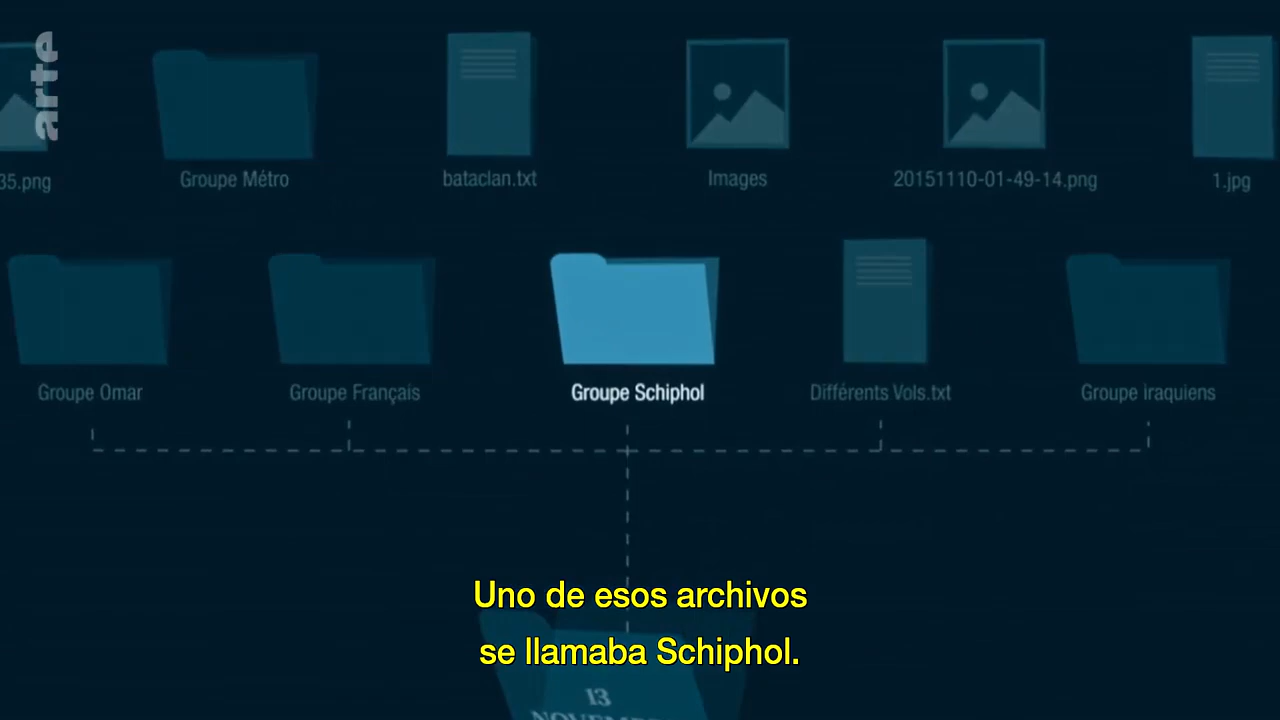 arte
35.png
Groupe Métro
bataclan.txt
Images
20151110-01-49-14.png
1.jpg
Groupe Omar
Groupe Français
Groupe Schiphol
Différents Vols.txt
Groupe iraquiens
Uno de esos archivos
se llamaba Schiphol.
13